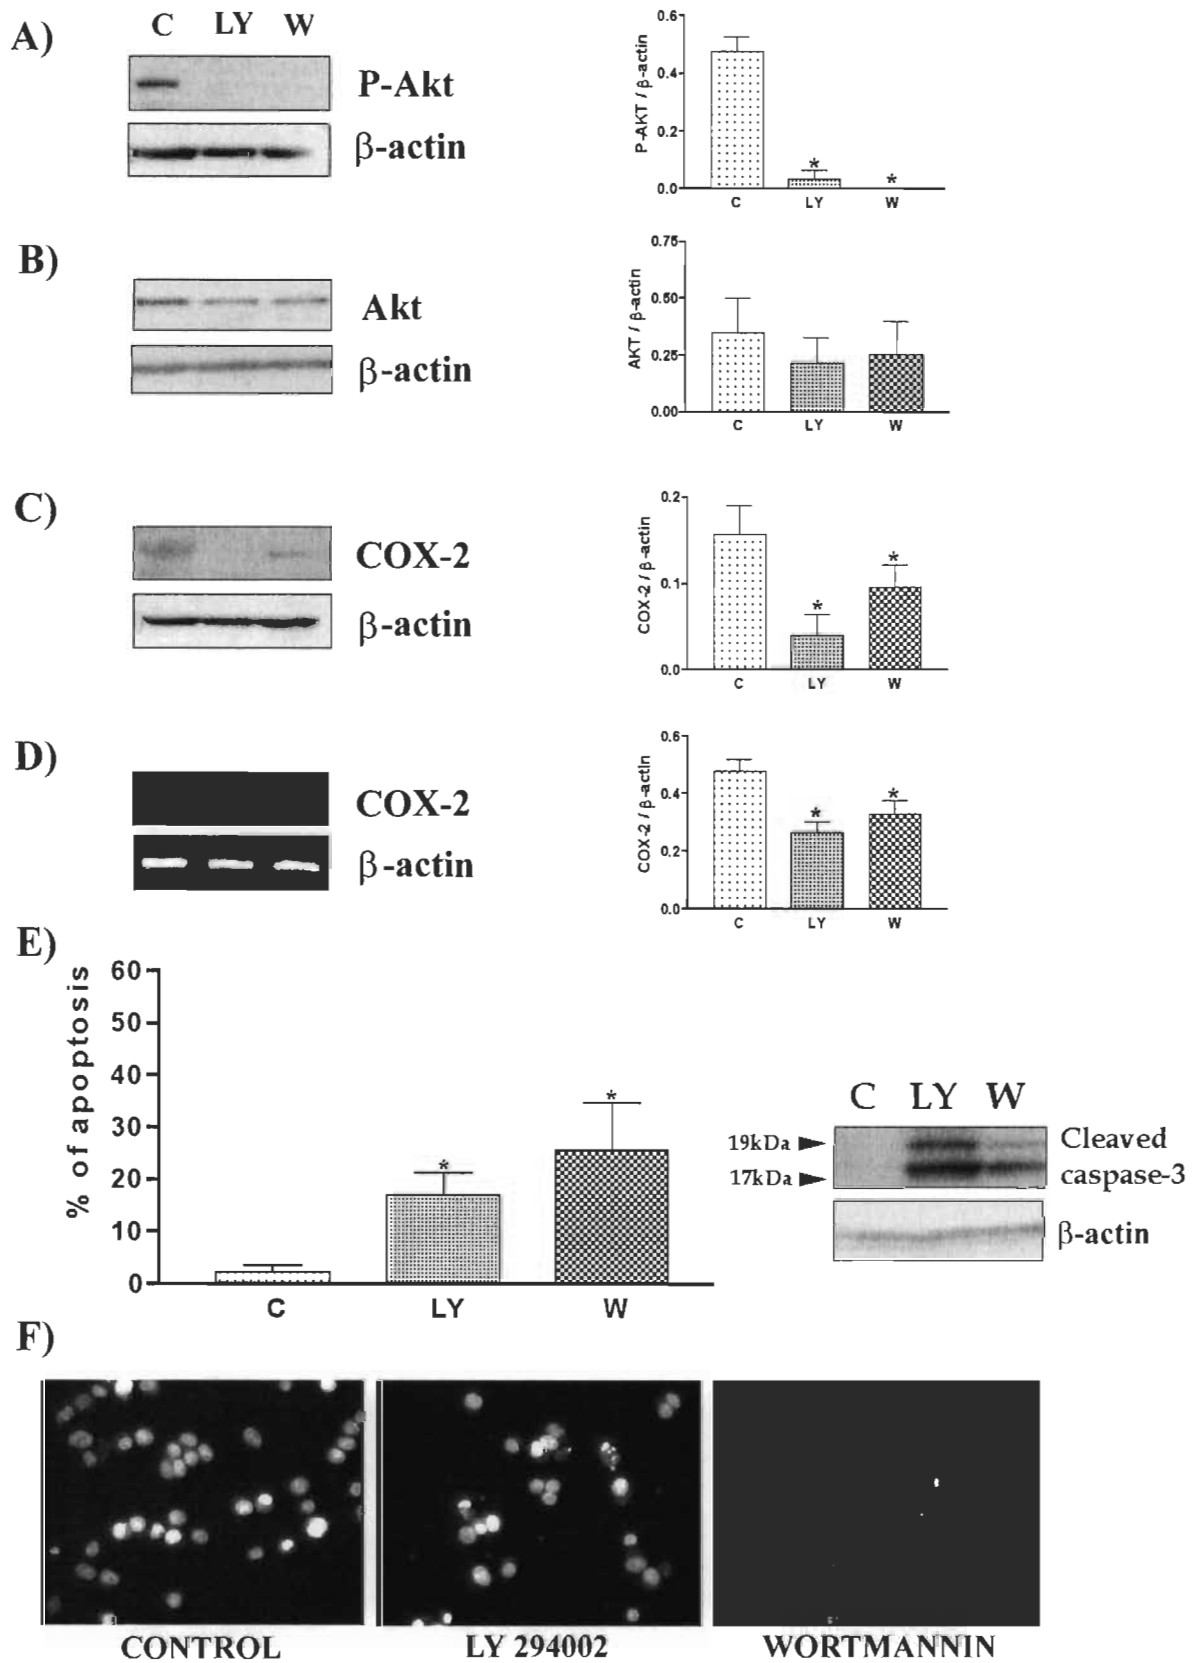 A)
C LY W
P-Akt
β-actin
P-AKT / β-actin
0.6
0.4
0.2
0.0
*
*
C LY W
B)
Akt
β-actin
AKT / β-actin
0.75
0.50
0.25
0.00
C LY W
C)
COX-2
β-actin
COX-2 / β-actin
0.2
0.1
0.0
*
*
C LY W
D)
COX-2
β-actin
COX-2 / β-actin
0.6
0.4
0.2
0.0
*
*
C LY W
E)
% of apoptosis
60
50
40
30
20
10
0
*
*
C LY W
C LY W
19kDa
17kDa
Cleaved
caspase-3
β-actin
F)
CONTROL
LY 294002
WORTMANNIN